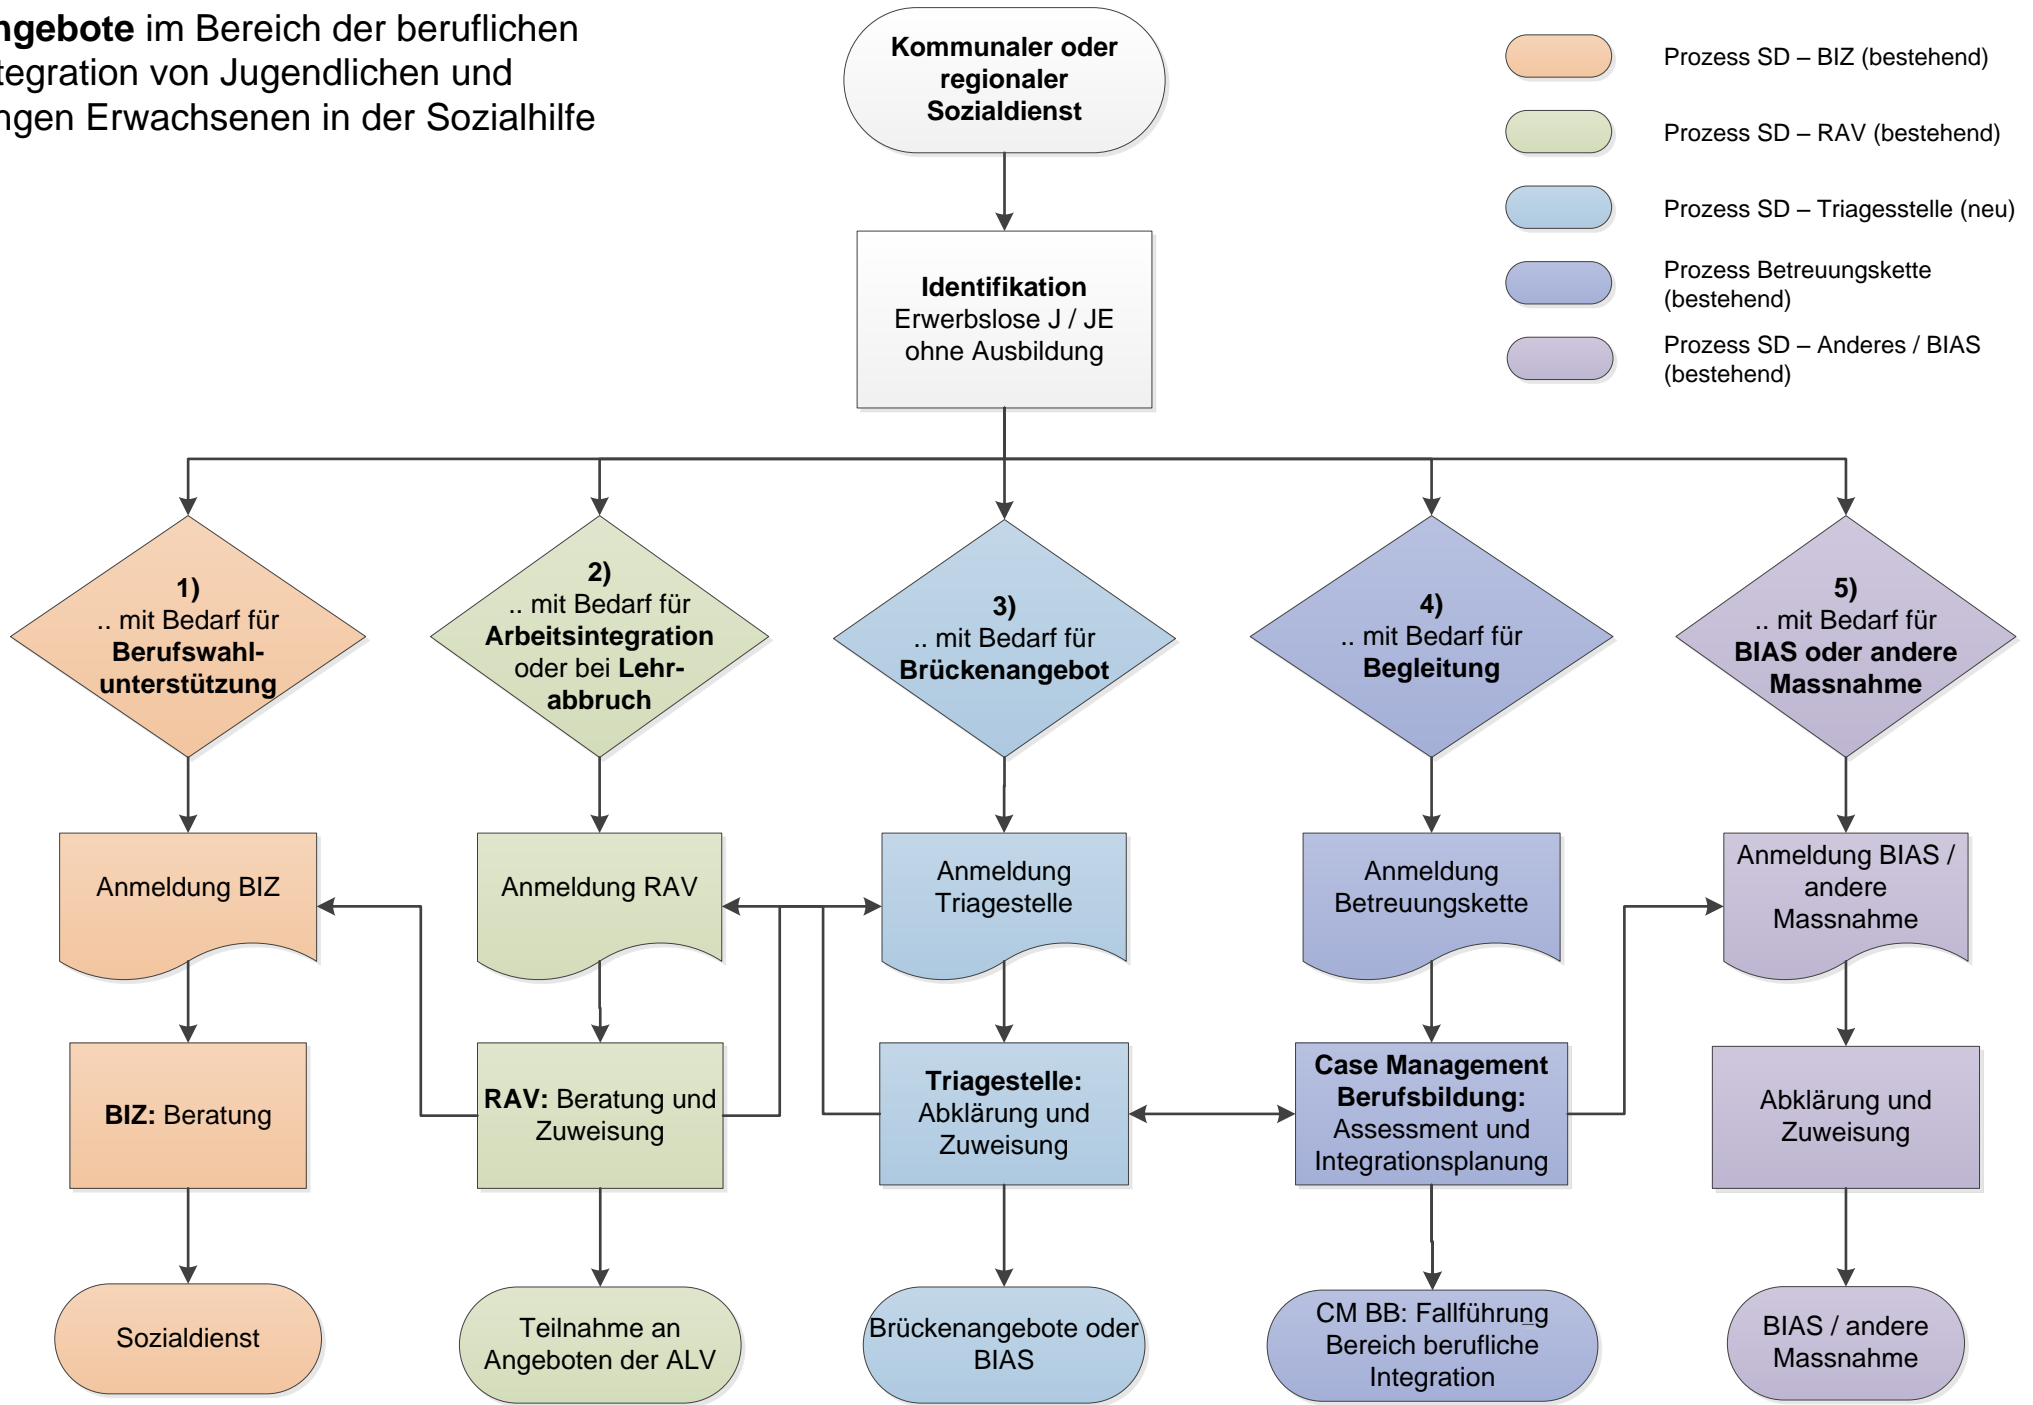 ngebote im Bereich der beruflichen
tegration von Jugendlichen und
ngen Erwachsenen in der Sozialhilfe
Kommunaler oder
regionaler
Sozialdienst
Prozess SD – BIZ (bestehend)
Prozess SD – RAV (bestehend)
Prozess SD – Triagesstelle (neu)
Prozess Betreuungskette
(bestehend)
Prozess SD – Anderes / BIAS
(bestehend)
Identifikation
Erwerbslose J / JE
ohne Ausbildung
1)
.. mit Bedarf für
Berufswahl-
unterstützung
2)
.. mit Bedarf für
Arbeitsintegration
oder bei Lehr-
abbruch
3)
.. mit Bedarf für
Brückenangebot
4)
.. mit Bedarf für
Begleitung
5)
.. mit Bedarf für
BIAS oder andere
Massnahme
Anmeldung BIZ
Anmeldung RAV
Anmeldung
Triagestelle
Anmeldung
Betreuungskette
Anmeldung BIAS /
andere
Massnahme
BIZ: Beratung
RAV: Beratung und
Zuweisung
Triagestelle:
Abklärung und
Zuweisung
Case Management
Berufsbildung:
Assessment und
Integrationsplanung
Abklärung und
Zuweisung
Sozialdienst
Teilnahme an
Angeboten der ALV
Brückenangebote oder
BIAS
CM BB: Fallführung
Bereich berufliche
Integration
BIAS / andere
Massnahme